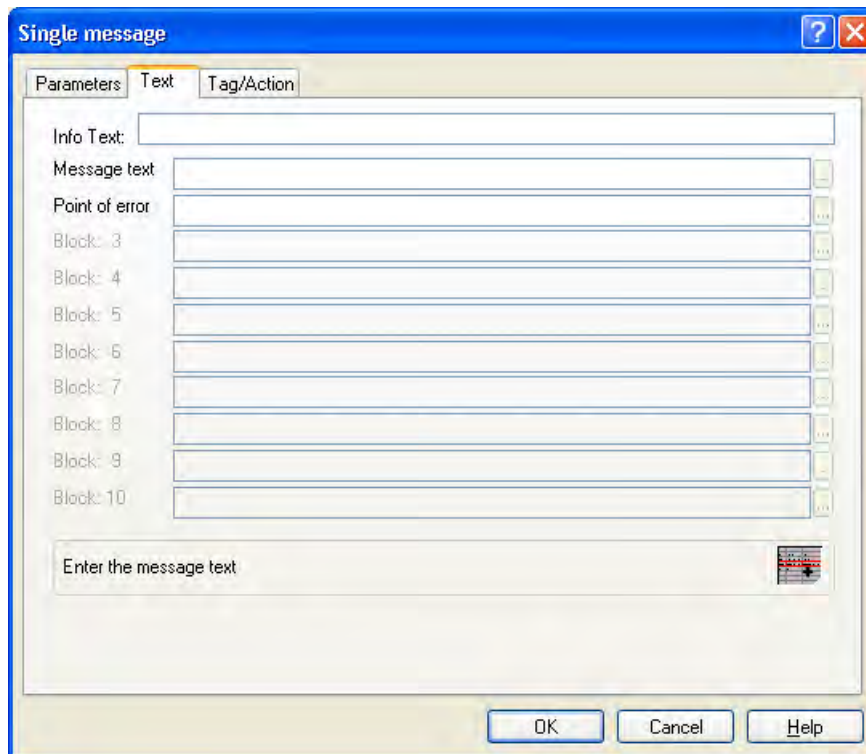 Single message
Parameters Text Tag/Action
Info Text:
Message text
Point of error
Block: 3
Block: 4
Block: 5
Block: 6
Block: 7
Block: 8
Block: 9
Block: 10
Enter the message text
OK Cancel Help